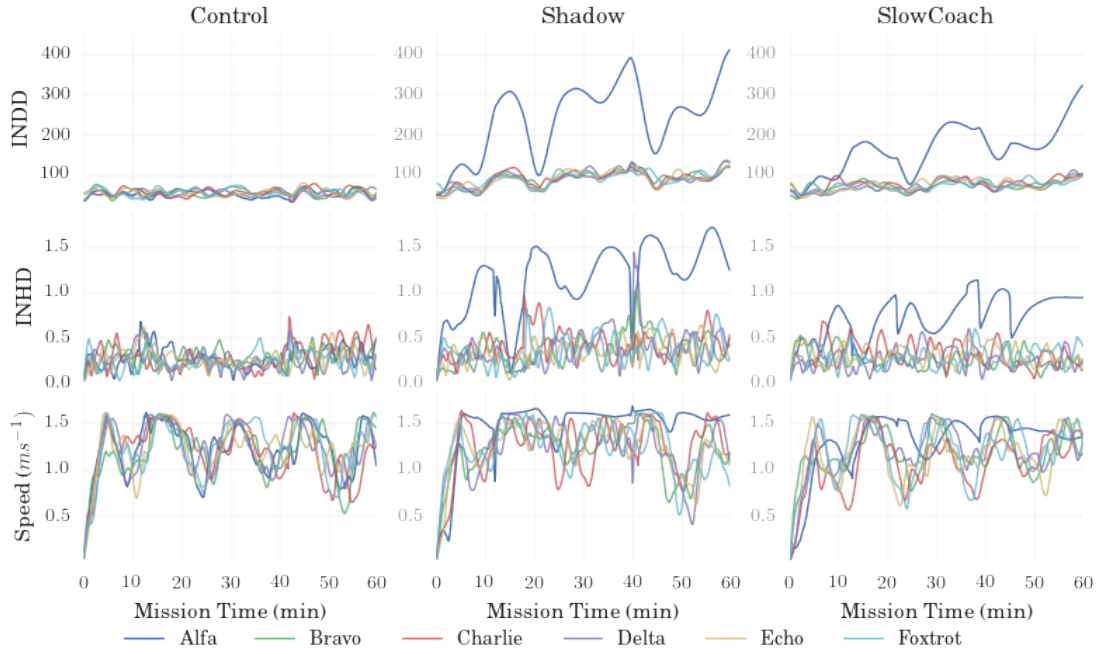 Control Shadow SlowCoach
INDD
400 400 400
300 300 300
200 200 200
100 100 100
INHD
1.5 1.5 1.5
1.0 1.0 1.0
0.5 0.5 0.5
0.0 0.0 0.0
Speed (ms⁻¹)
1.5 1.5 1.5
1.0 1.0 1.0
0.5 0.5 0.5
0 10 20 30 40 50 60 0 10 20 30 40 50 60 0 10 20 30 40 50 60
Mission Time (min) Mission Time (min) Mission Time (min)
Alfa Bravo Charlie Delta Echo Foxtrot